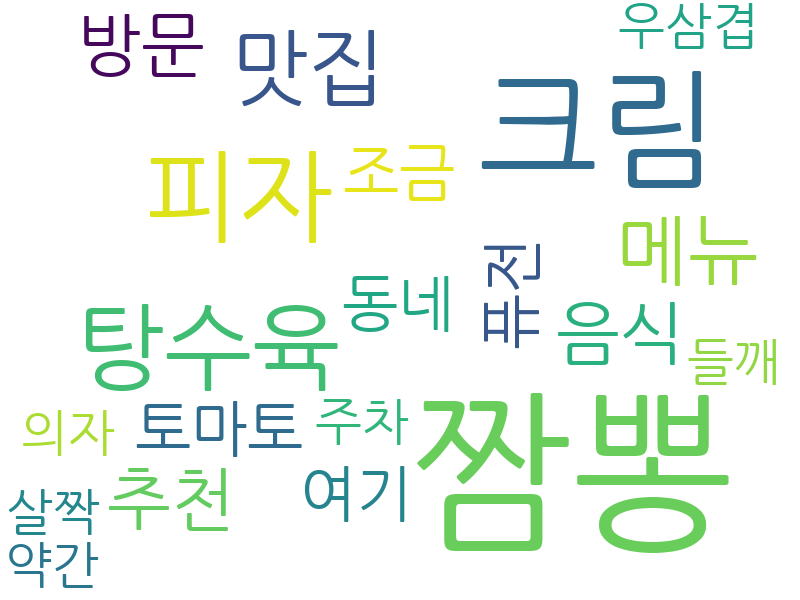 방문
맛집
우삼겹
크림
피자
조금
메뉴
퓨전
탕수육
동네
음식
들깨
의자
토마토
주차
짬뽕
추천
여기
살짝
약간